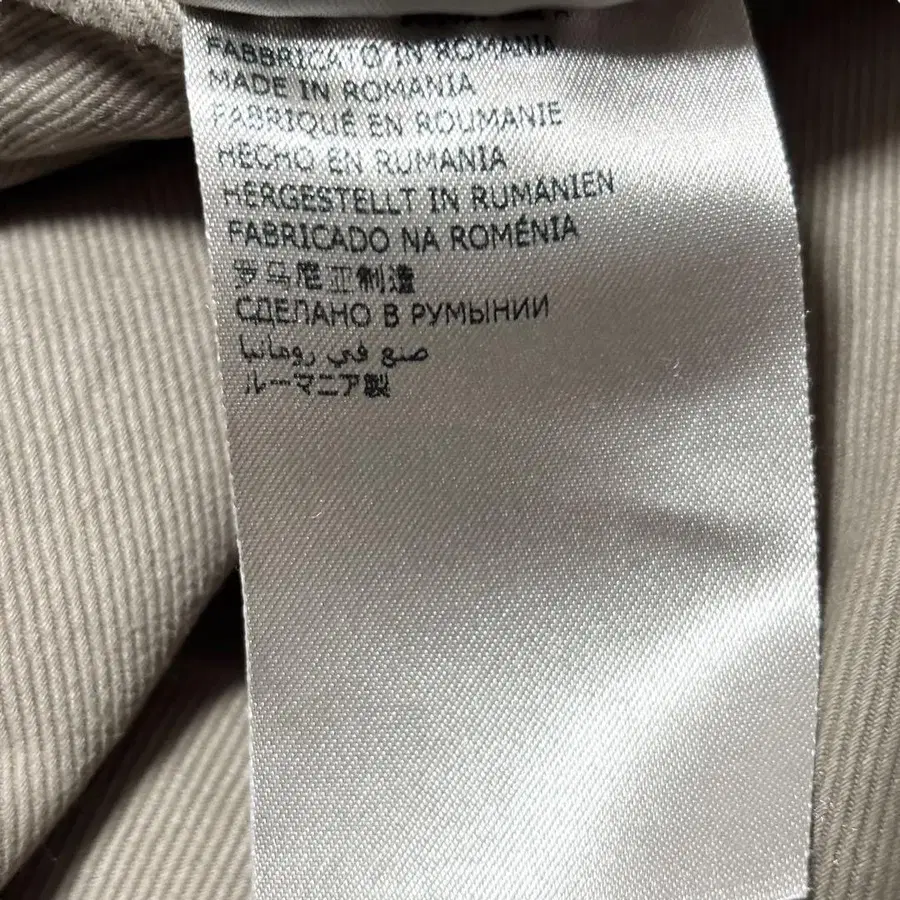 FABBRICATO IN ROMANIA
MADE IN ROMANIA
FABRIQUÉ EN ROUMANIE
HECHO EN RUMANIA
HERGESTELLT IN RUMÄNIEN
FABRICADO NA ROMÉNIA
罗马尼亚制造
СДЕЛАНО В РУМЫНИИ
صنع في رومانيا
ルーマニア製